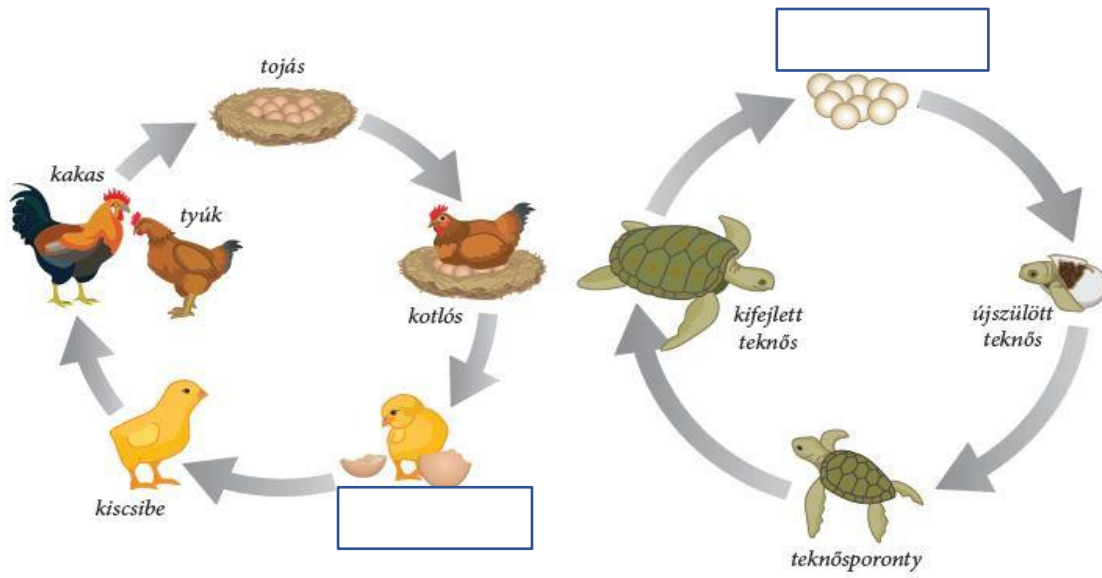 tojás
kakas
tyúk
kotlós
kiscsibe
kifejlett
teknős
újszülött
teknős
teknősporonty